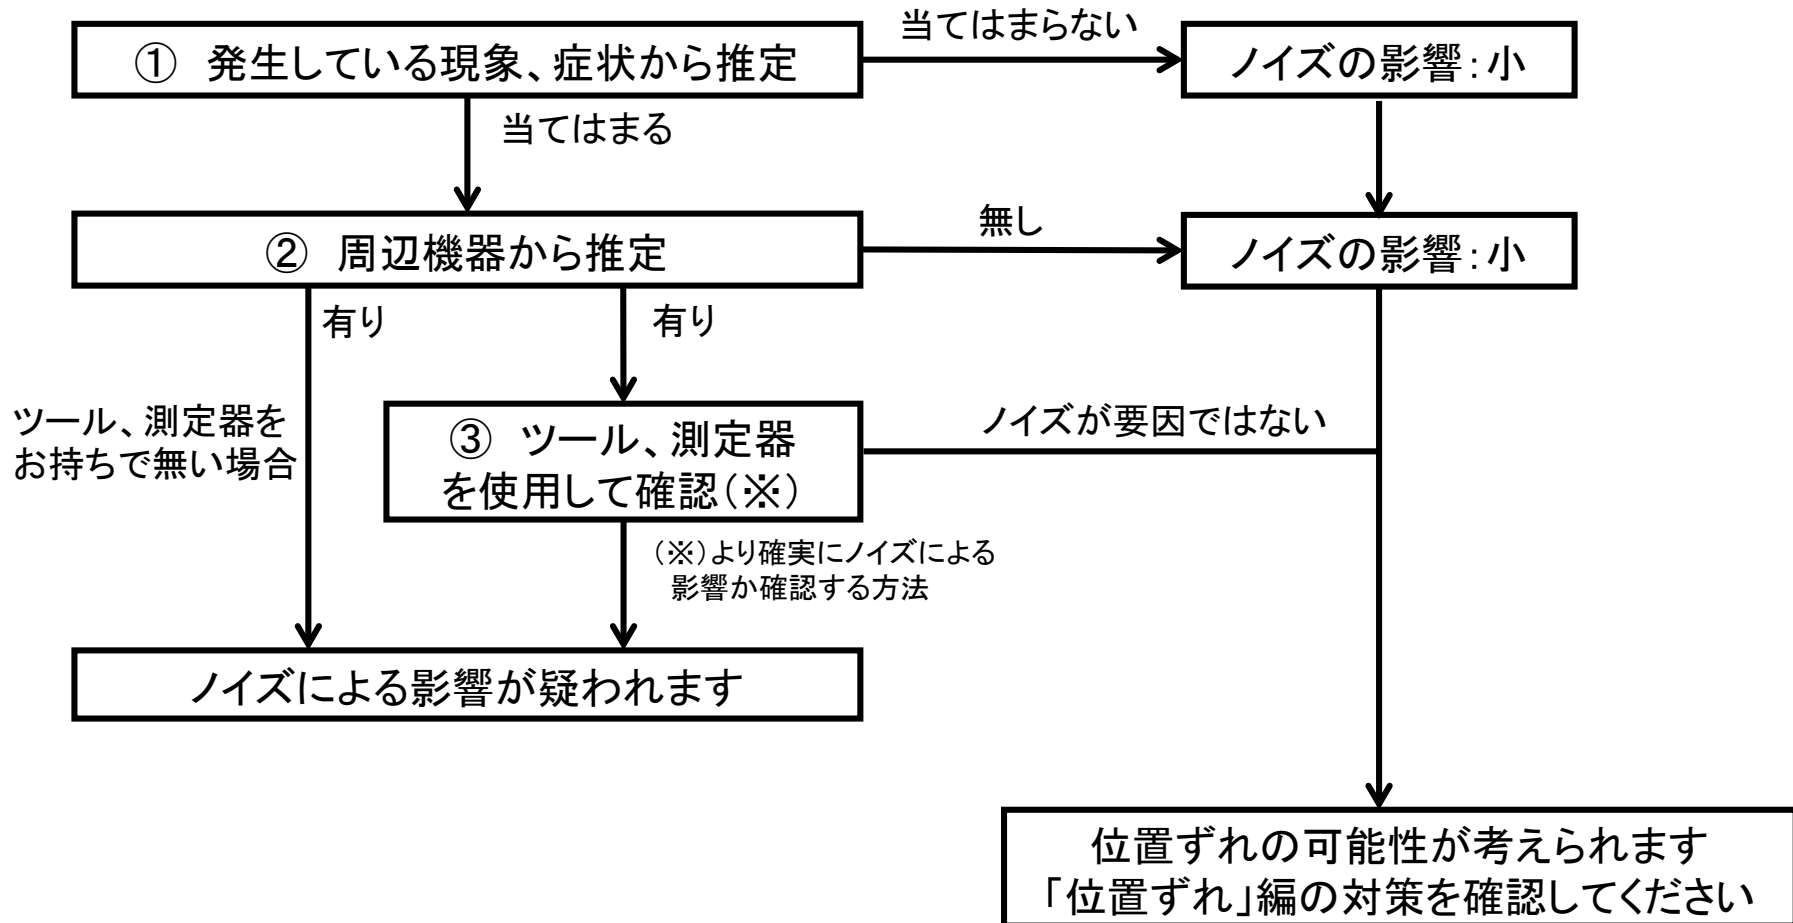 ① 発生している現象、症状から推定
当てはまらない
ノイズの影響:小
当てはまる
② 周辺機器から推定
無し
ノイズの影響:小
有り
有り
ツール、測定器を
お持ちで無い場合
③ ツール、測定器
を使用して確認(※)
ノイズが要因ではない
(※)より確実にノイズによる
影響か確認する方法
ノイズによる影響が疑われます
位置ずれの可能性が考えられます
「位置ずれ」編の対策を確認してください